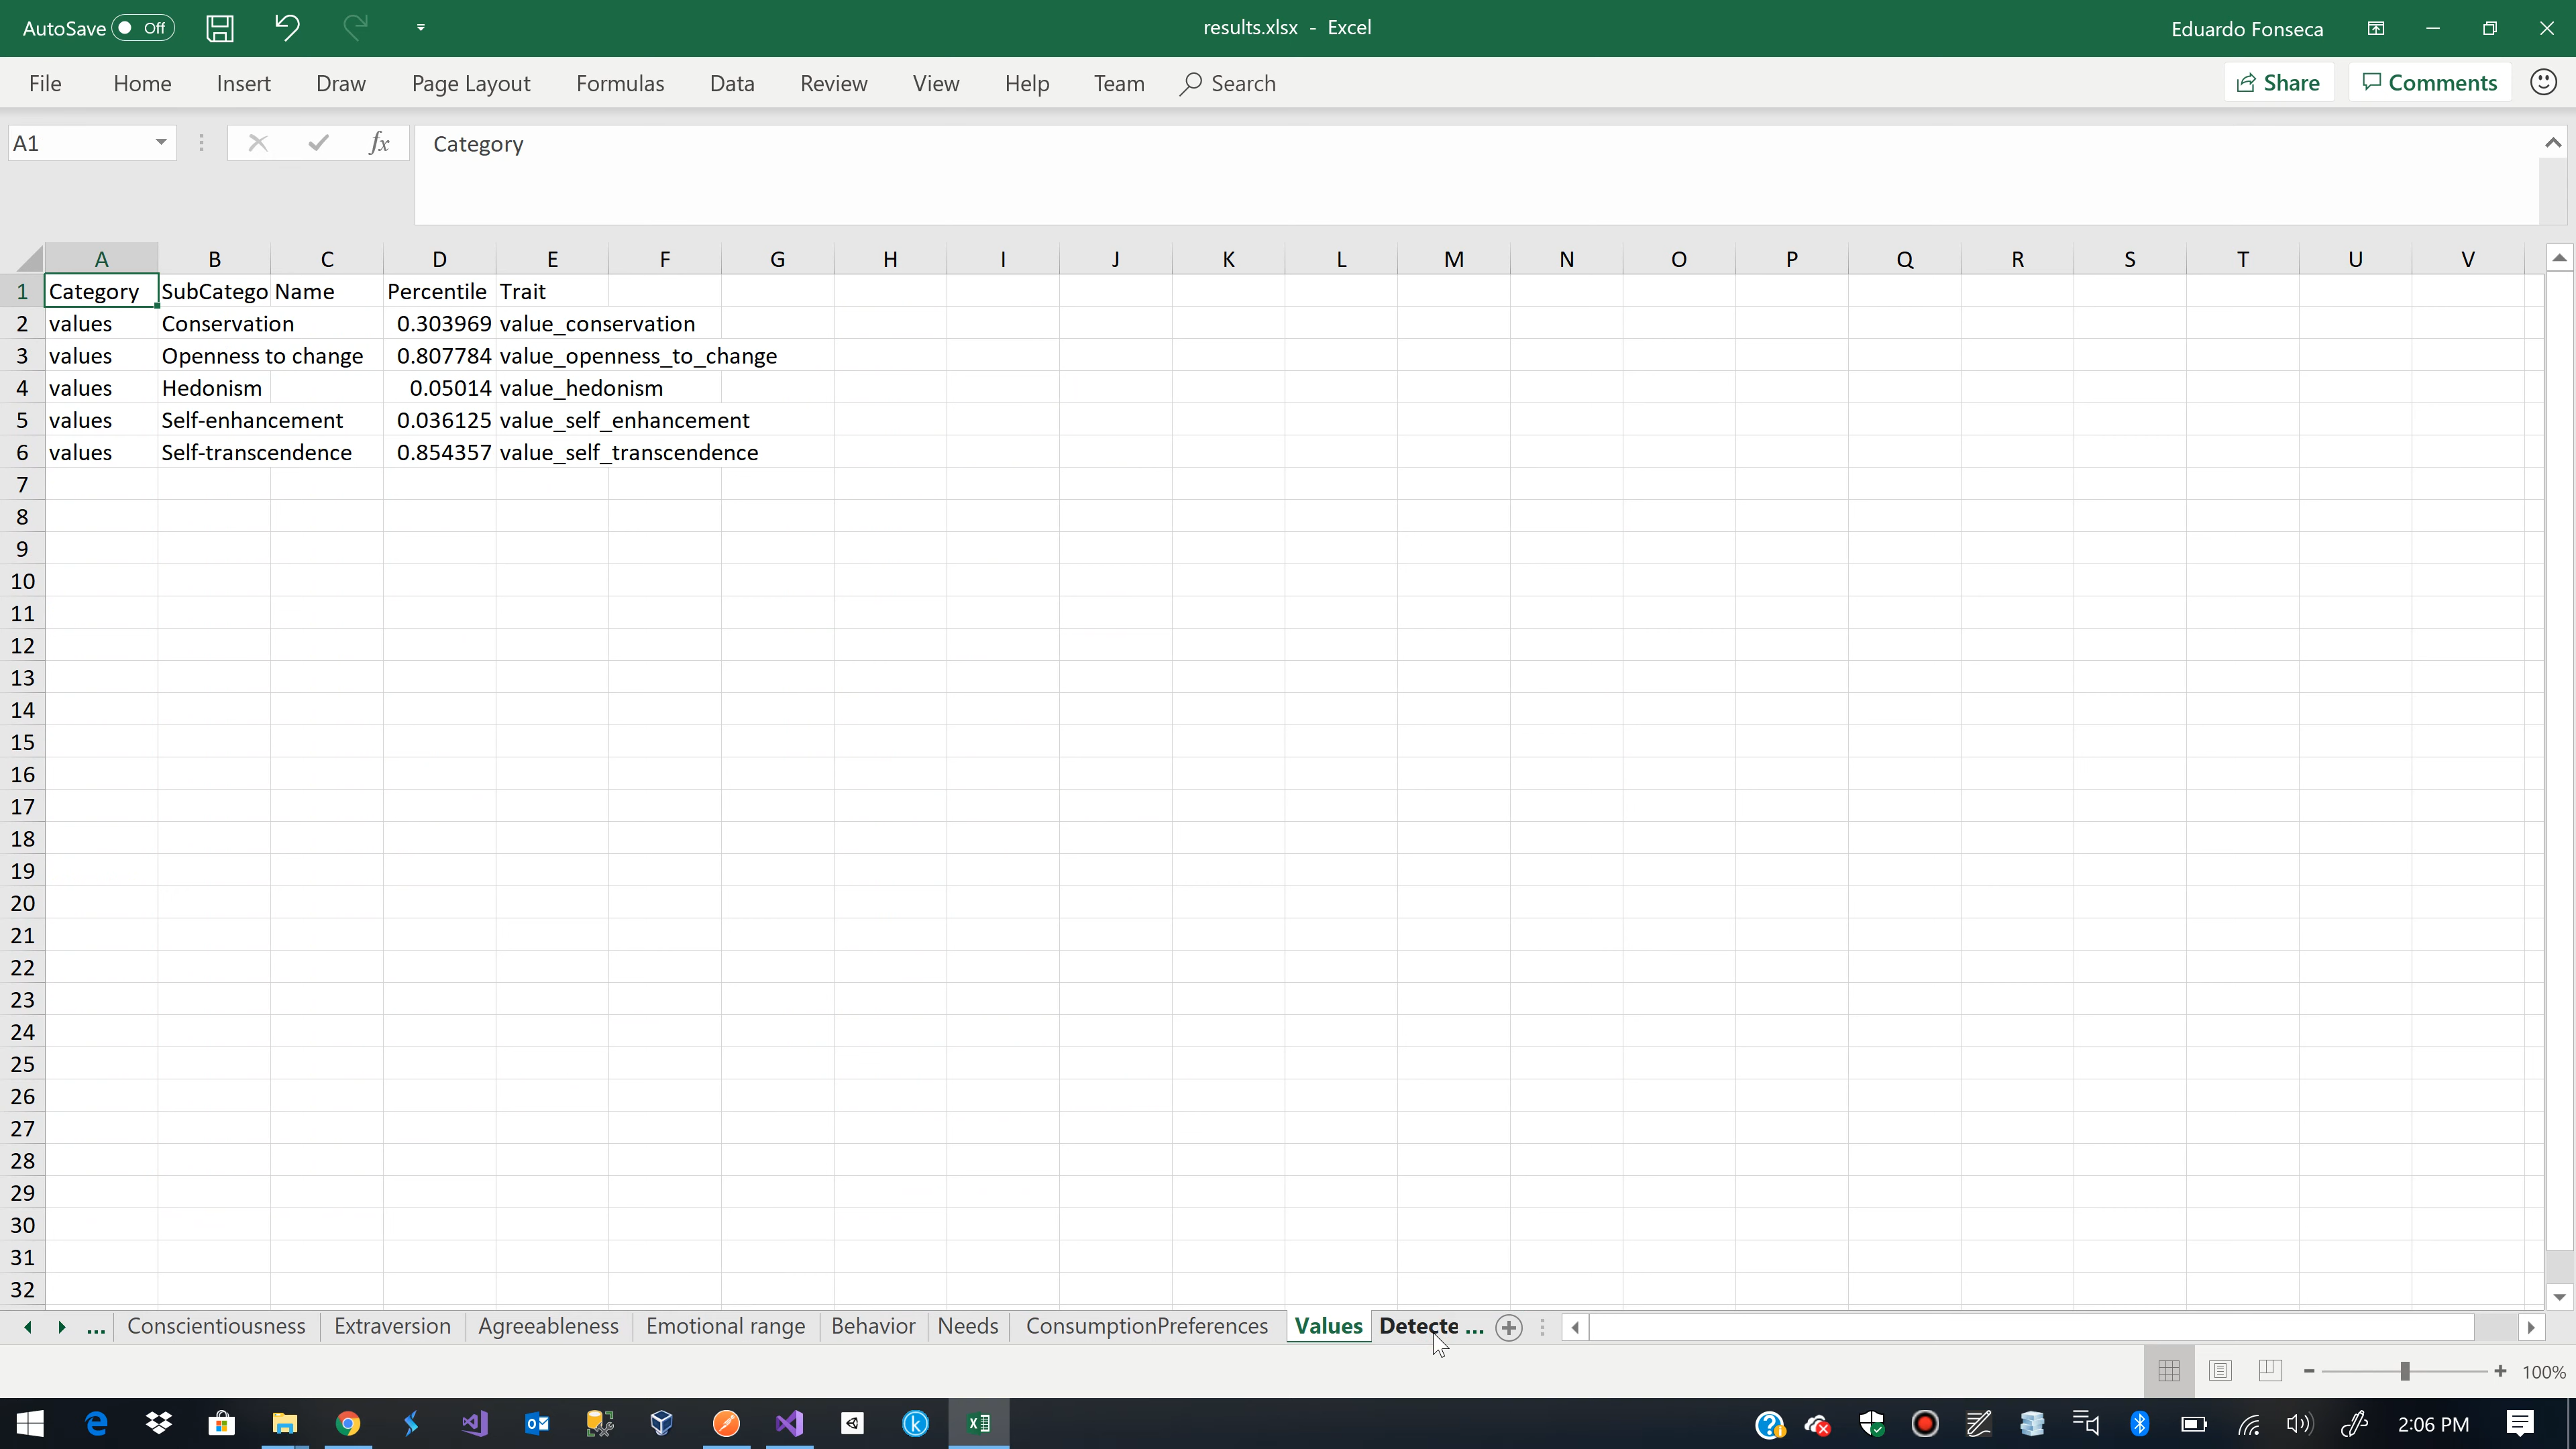 AutoSave Off results.xlsx - Excel Eduardo Fonseca
File Home Insert Draw Page Layout Formulas Data Review View Help Team Search Share Comments
A1 fx Category
A B C D E F G H I J K L M N O P Q R S T U V
1 Category SubCatego Name Percentile Trait
2 values Conservation 0.303969 value_conservation
3 values Openness to change 0.807784 value_openness_to_change
4 values Hedonism 0.05014 value_hedonism
5 values Self-enhancement 0.036125 value_self_enhancement
6 values Self-transcendence 0.854357 value_self_transcendence
7
8
9
10
11
12
13
14
15
16
17
18
19
20
21
22
23
24
25
26
27
28
29
30
31
32
... Conscientiousness Extraversion Agreeableness Emotional range Behavior Needs ConsumptionPreferences Values Detecte ...
100%
2:06 PM